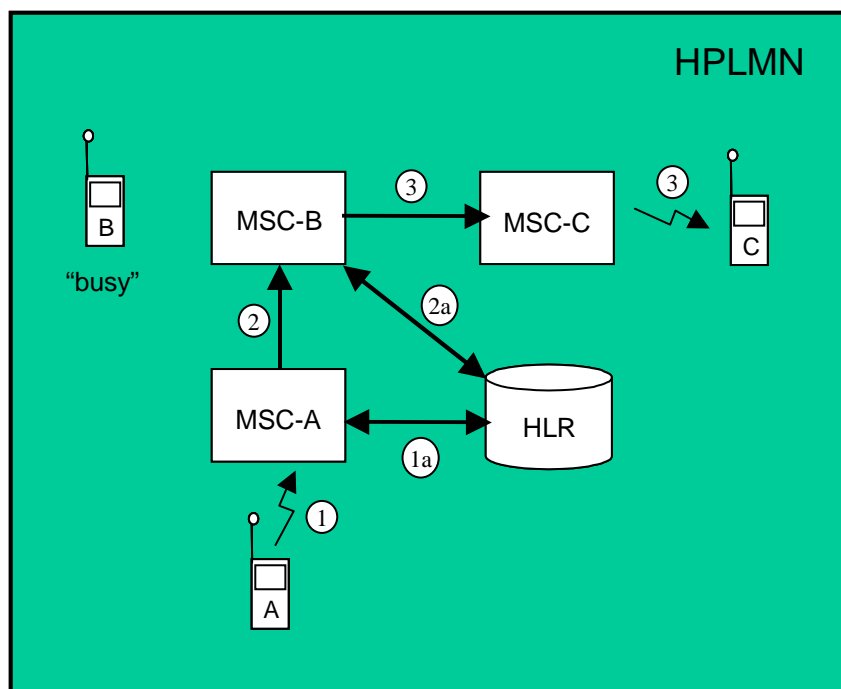 HPLMN
B
“busy”
MSC-B
3
MSC-C
3
C
2
2a
MSC-A
1a
HLR
1
A